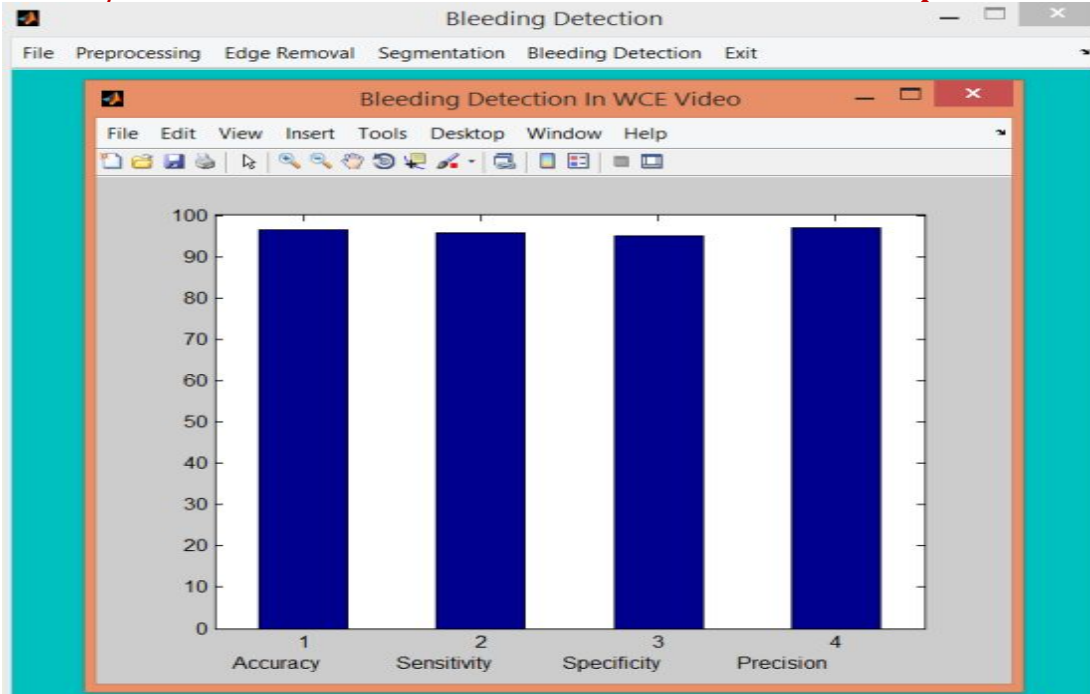 Bleeding Detection
File Preprocessing Edge Removal Segmentation Bleeding Detection Exit
Bleeding Detection In WCE Video
File Edit View Insert Tools Desktop Window Help
100
90
80
70
60
50
40
30
20
10
0
1 2 3 4
Accuracy Sensitivity Specificity Precision